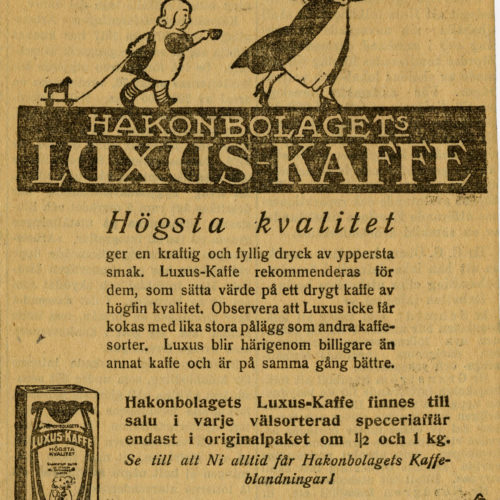 HAKONBOLAGETS
LUXUS-KAFFE
Högsta kvalitet
ger en kraftig och fyllig dryck av yppersta
smak. Luxus-Kaffe rekommenderas för
dem, som sätta värde på ett drygt kaffe av
högfin kvalitet. Observera att Luxus icke får
kokas med lika stora pålägg som andra kaffe-
sorter. Luxus blir härigenom billigare än
annat kaffe och är på samma gång bättre.
Hakonbolagets Luxus-Kaffe finnes till
salu i varje välsorterad speceriaffär
endast i originalpaket om 1/2 och 1 kg.
Se till att Ni alltid får Hakonbolagets Kaffe-
blandningar!
HAKONBOLAGETS
LUXUS-KAFFE
HÖGSTA
KVALITET